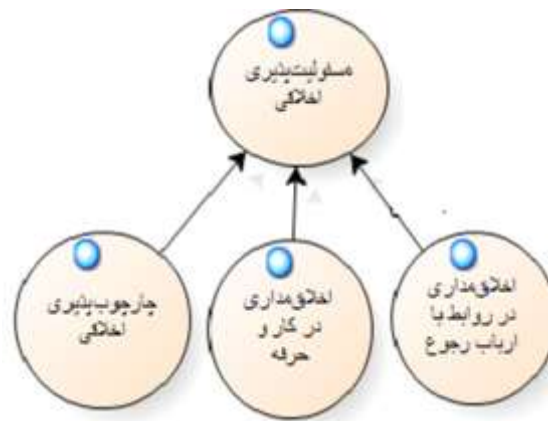 مسئولیت‌پذیری
اخلاقی
اخلاق‌مداری
در روابط با
ارباب رجوع
اخلاق‌مداری
در کار و
حرفه
چارچوب‌پذیری
اخلاقی